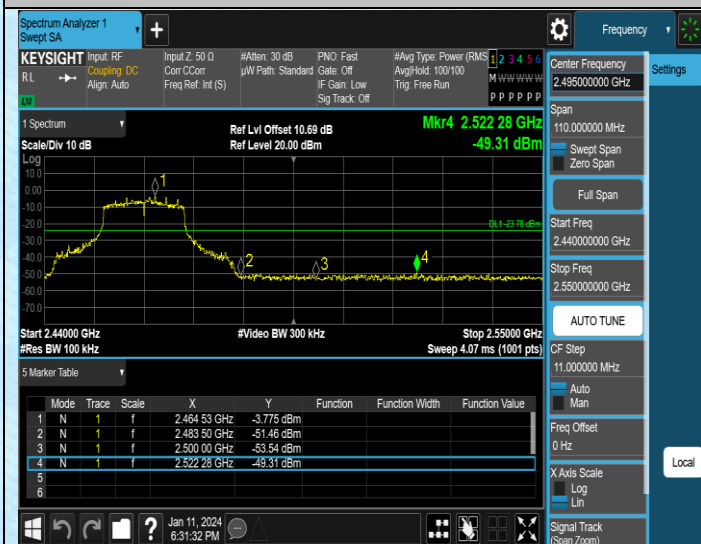 Spectrum Analyzer 1
Swept SA
Frequency
KEYSIGHT
RL
LXI
Input: RF
Coupling: DC
Align: Auto
Input Z: 50 Ω
Corr CCorr
Freq Ref: Int (S)
#Atten: 30 dB
µW Path: Standard
PNO: Fast
Gate: Off
IF Gain: Low
Sig Track: Off
#Avg Type: Power (RMS
Avg|Hold: 100/100
Trig: Free Run
1 2 3 4 5 6
M W W W W W
P P P P P P
1 Spectrum
Scale/Div 10 dB
Ref Lvl Offset 10.69 dB
Ref Level 20.00 dBm
Mkr4 2.522 28 GHz
-49.31 dBm
Log
10.0
0.00
-10.0
-20.0
-30.0
-40.0
-50.0
-60.0
-70.0
1
2
3
4
DL1 -23.78 dBm
Start 2.44000 GHz
#Res BW 100 kHz
#Video BW 300 kHz
Stop 2.55000 GHz
Sweep 4.07 ms (1001 pts)
5 Marker Table
Mode Trace Scale X Y Function Function Width Function Value
1 N 1 f 2.464 53 GHz -3.775 dBm
2 N 1 f 2.483 50 GHz -51.46 dBm
3 N 1 f 2.500 00 GHz -53.54 dBm
4 N 1 f 2.522 28 GHz -49.31 dBm
5
6
?
Jan 11, 2024
6:31:32 PM
Center Frequency
2.495000000 GHz
Span
110.000000 MHz
Swept Span
Zero Span
Full Span
Start Freq
2.440000000 GHz
Stop Freq
2.550000000 GHz
AUTO TUNE
CF Step
11.000000 MHz
Auto
Man
Freq Offset
0 Hz
X Axis Scale
Log
Lin
Signal Track
(Span Zoom)
Settings
Local